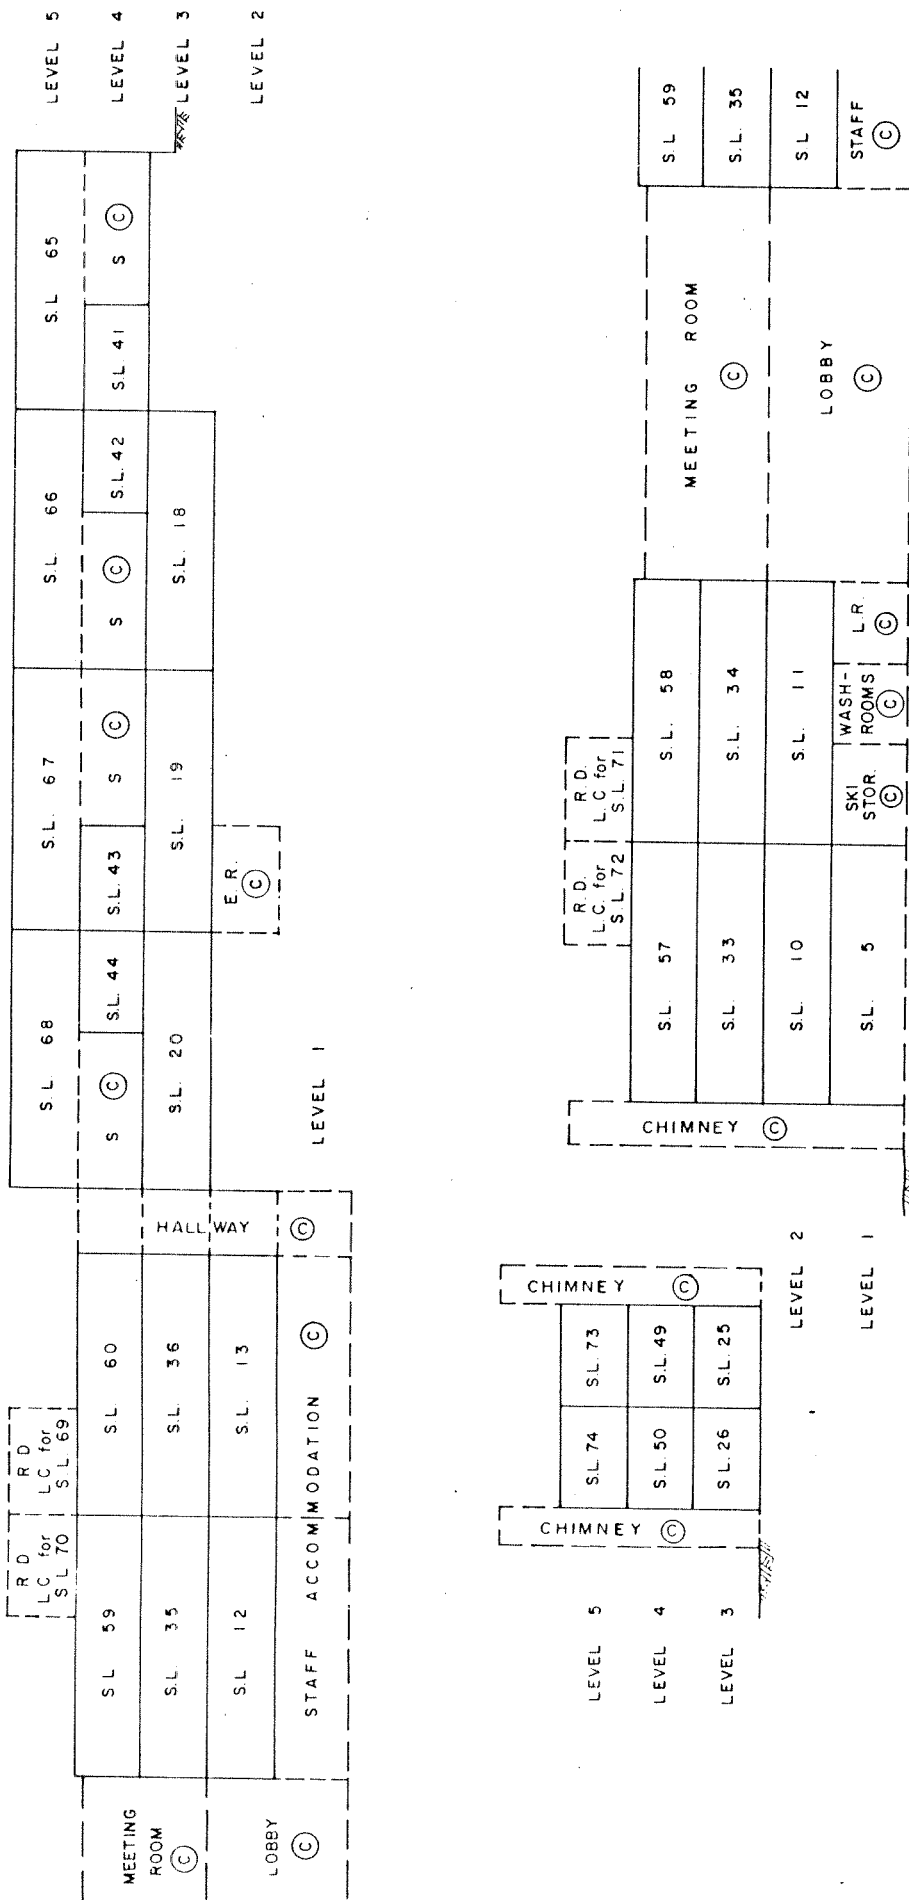 LEVEL 5
LEVEL 4
LEVEL 3
LEVEL 2
S.L 65
S.L. 66
S.L. 67
S.L. 68
S.L. 41
S C
S.L. 42
S C
S C
S.L. 43
S.L. 44
S C
S.L. 18
S.L. 19
S.L. 20
E.R.
C
LEVEL 1
HALLWAY C
R D
LC for
S.L. 69
R D
LC for
S L 70
S.L 60
S.L. 36
S.L. 13
S L 59
S.L. 35
S.L 12
STAFF ACCOMMODATION C
MEETING
ROOM
C
LOBBY
C
S.L 59
S.L. 35
S.L 12
STAFF
C
MEETING ROOM
C
LOBBY
C
R.D.
L.C for
S.L. 71
R.D.
L.C. for
S.L. 72
S.L. 58
S.L. 34
S.L. 11
L.R.
C
WASH-
ROOMS
C
SKI
STOR.
C
S.L. 57
S.L. 33
S.L. 10
S.L. 5
CHIMNEY C
LEVEL 2
LEVEL 1
CHIMNEY C
S.L. 73
S.L. 49
S.L. 25
S.L. 74
S.L. 50
S.L. 26
CHIMNEY C
LEVEL 5
LEVEL 4
LEVEL 3